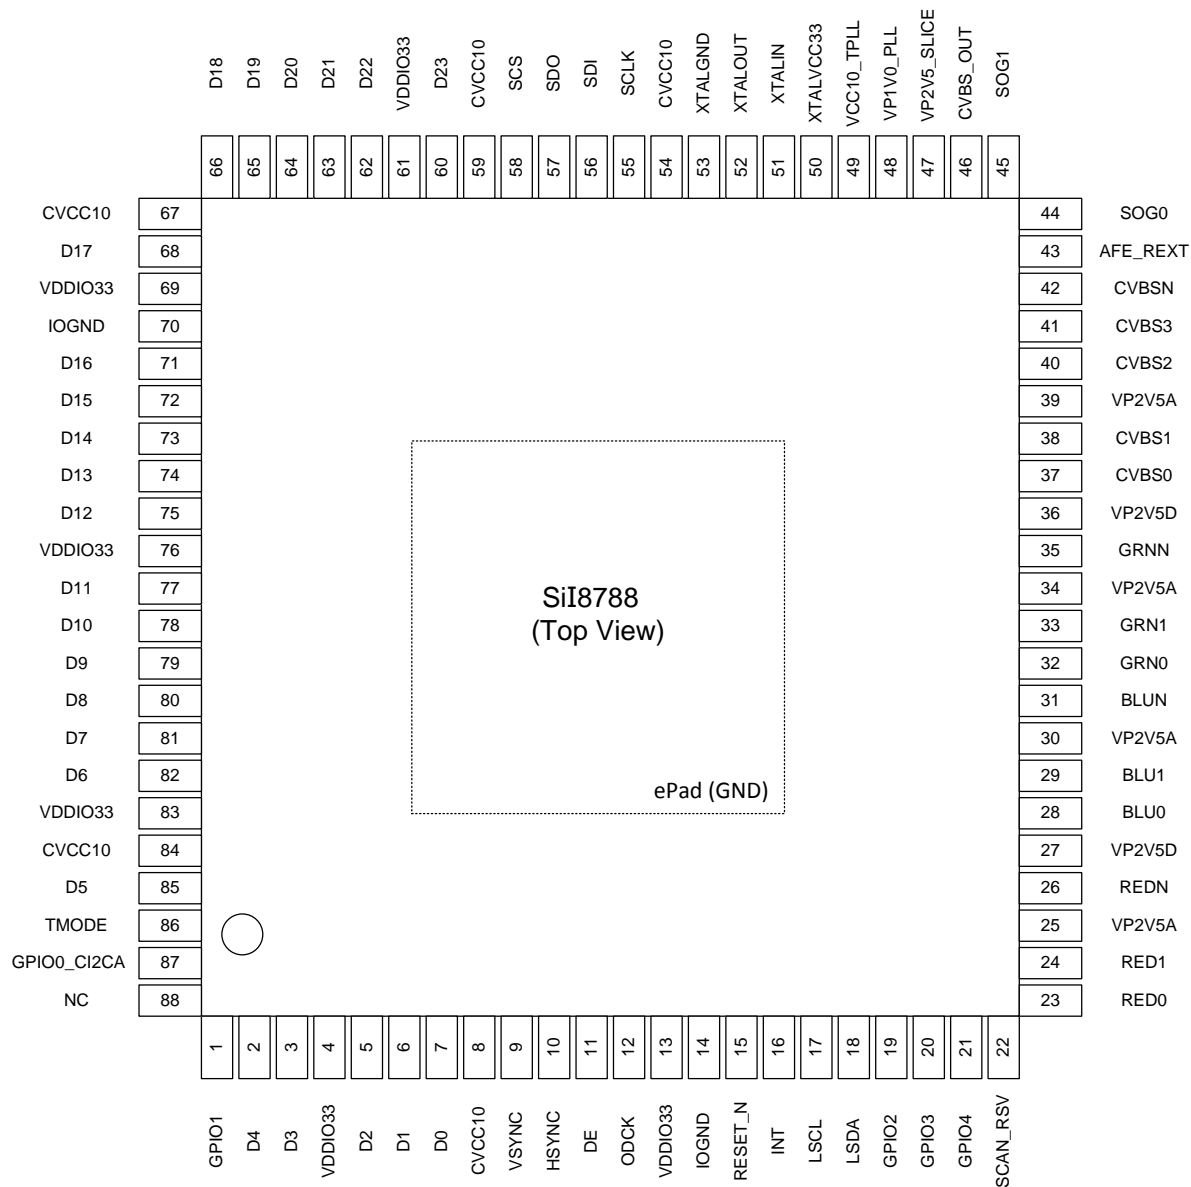 D18 D19 D20 D21 D22 VDDIO33 D23 CVCC10 SCS SDO SDI SCLK CVCC10 XTALGND XTALOUT XTALIN XTALVCC33 VCC10_TPLL VP1V0_PLL VP2V5_SLICE CVBS_OUT SOG1
66 65 64 63 62 61 60 59 58 57 56 55 54 53 52 51 50 49 48 47 46 45
CVCC10 67 44 SOG0
D17 68 43 AFE_REXT
VDDIO33 69 42 CVBSN
IOGND 70 41 CVBS3
D16 71 40 CVBS2
D15 72 39 VP2V5A
D14 73 38 CVBS1
D13 74 37 CVBS0
D12 75 36 VP2V5D
VDDIO33 76 35 GRNN
D11 77 34 VP2V5A
SiI8788
D10 78 33 GRN1
(Top View)
D9 79 32 GRN0
D8 80 31 BLUN
D7 81 30 VP2V5A
D6 82 29 BLU1
ePad (GND)
VDDIO33 83 28 BLU0
CVCC10 84 27 VP2V5D
D5 85 26 REDN
TMODE 86 25 VP2V5A
GPIO0_CI2CA 87 24 RED1
NC 88 23 RED0
1 2 3 4 5 6 7 8 9 10 11 12 13 14 15 16 17 18 19 20 21 22
GPIO1 D4 D3 VDDIO33 D2 D1 D0 CVCC10 VSYNC HSYNC DE ODCK VDDIO33 IOGND RESET_N INT LSCL LSDA GPIO2 GPIO3 GPIO4 SCAN_RSV